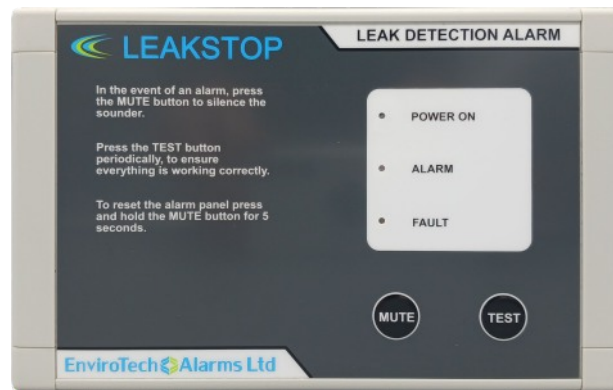 LEAKSTOP
LEAK DETECTION ALARM
In the event of an alarm, press
the MUTE button to silence the
sounder.
Press the TEST button
periodically, to ensure
everything is working correctly.
To reset the alarm panel press
and hold the MUTE button for 5
seconds.
POWER ON
ALARM
FAULT
MUTE
TEST
EnviroTech Alarms Ltd